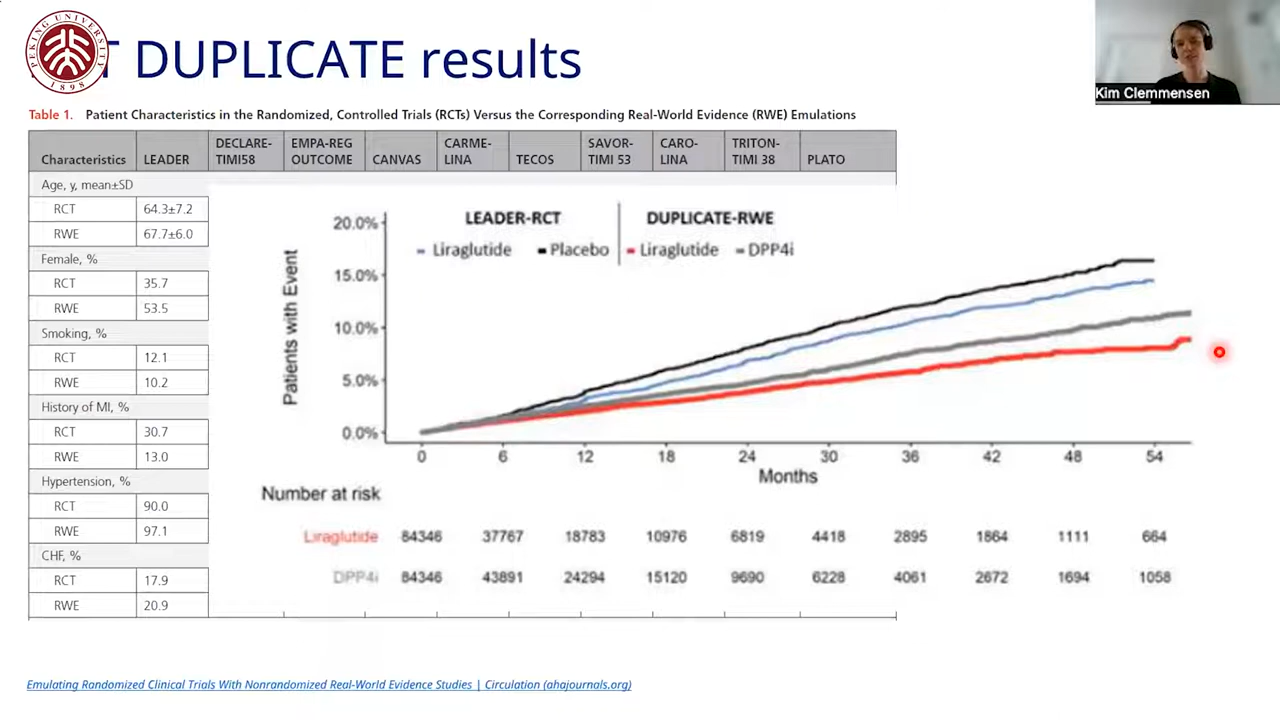 PEKING UNIVERSITY
1898
T DUPLICATE results
Kim Clemmensen
Table 1. Patient Characteristics in the Randomized, Controlled Trials (RCTs) Versus the Corresponding Real-World Evidence (RWE) Emulations
Characteristics LEADER DECLARE-TIMI58 EMPA-REG OUTCOME CANVAS CARME-LINA TECOS SAVOR-TIMI 53 CARO-LINA TRITON-TIMI 38 PLATO
Age, y, mean±SD
RCT 64.3±7.2
RWE 67.7±6.0
Female, %
RCT 35.7
RWE 53.5
Smoking, %
RCT 12.1
RWE 10.2
History of MI, %
RCT 30.7
RWE 13.0
Hypertension, %
RCT 90.0
RWE 97.1
CHF, %
RCT 17.9
RWE 20.9
LEADER-RCT DUPLICATE-RWE
Liraglutide Placebo Liraglutide DPP4i
Patients with Event
20.0%
15.0%
10.0%
5.0%
0.0%
0 6 12 18 24 30 36 42 48 54
Months
Number at risk
Liraglutide 84346 37767 18783 10976 6819 4418 2895 1864 1111 664
DPP4i 84346 43891 24294 15120 9690 6228 4061 2672 1694 1058
Emulating Randomized Clinical Trials With Nonrandomized Real-World Evidence Studies | Circulation (ahajournals.org)